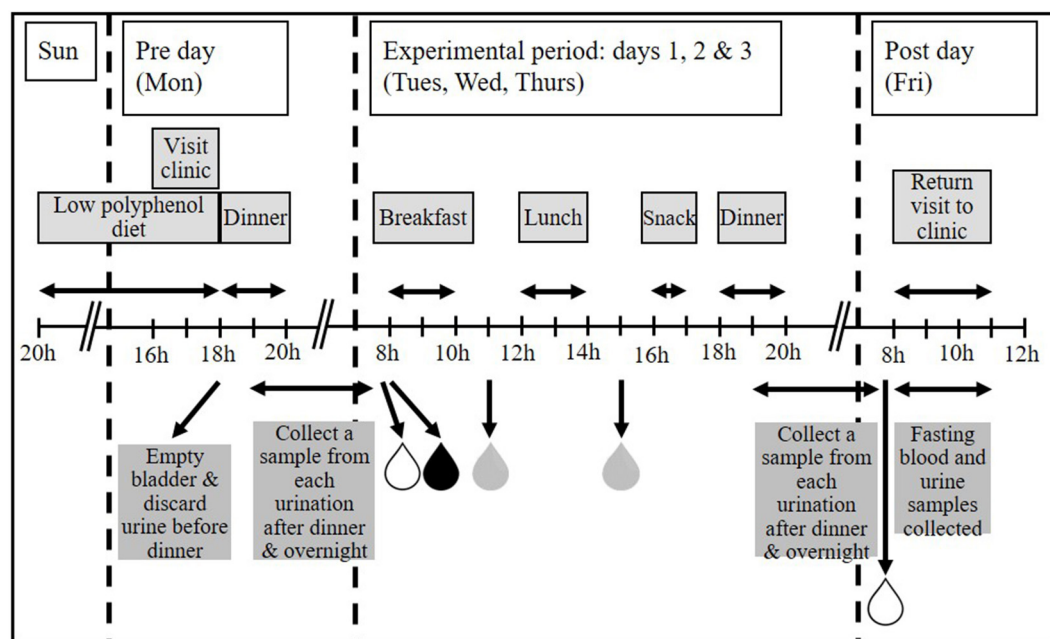 Sun
Pre day
(Mon)
Experimental period: days 1, 2 & 3
(Tues, Wed, Thurs)
Post day
(Fri)
Visit
clinic
Low polyphenol
diet
Dinner
Breakfast
Lunch
Snack
Dinner
Return
visit to
clinic
20h
16h
18h
20h
8h
10h
12h
14h
16h
18h
20h
8h
10h
12h
Empty
bladder &
discard
urine before
dinner
Collect a
sample from
each
urination
after dinner
& overnight
Collect a
sample from
each
urination
after dinner
& overnight
Fasting
blood and
urine
samples
collected